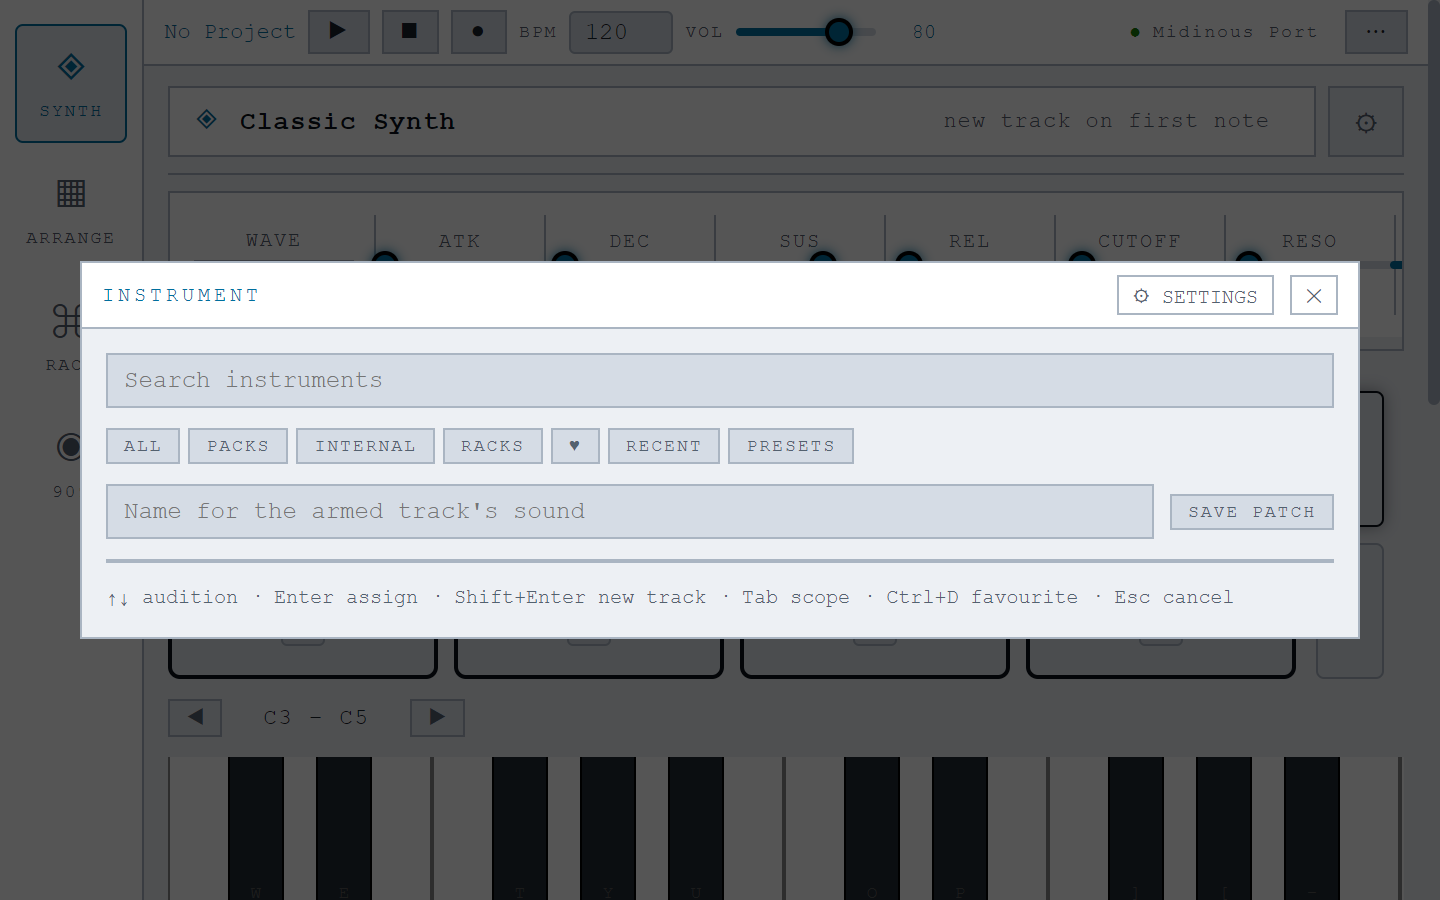 No Project
BPM
120
VOL
80
Midinous Port
SYNTH
Classic Synth
new track on first note
ARRANGE
WAVE
ATK
DEC
SUS
REL
CUTOFF
RESO
INSTRUMENT
SETTINGS
Search instruments
ALL
PACKS
INTERNAL
RACKS
♥
RECENT
PRESETS
Name for the armed track's sound
SAVE PATCH
↑↓ audition · Enter assign · Shift+Enter new track · Tab scope · Ctrl+D favourite · Esc cancel
C3 – C5
W
E
T
Y
U
O
P